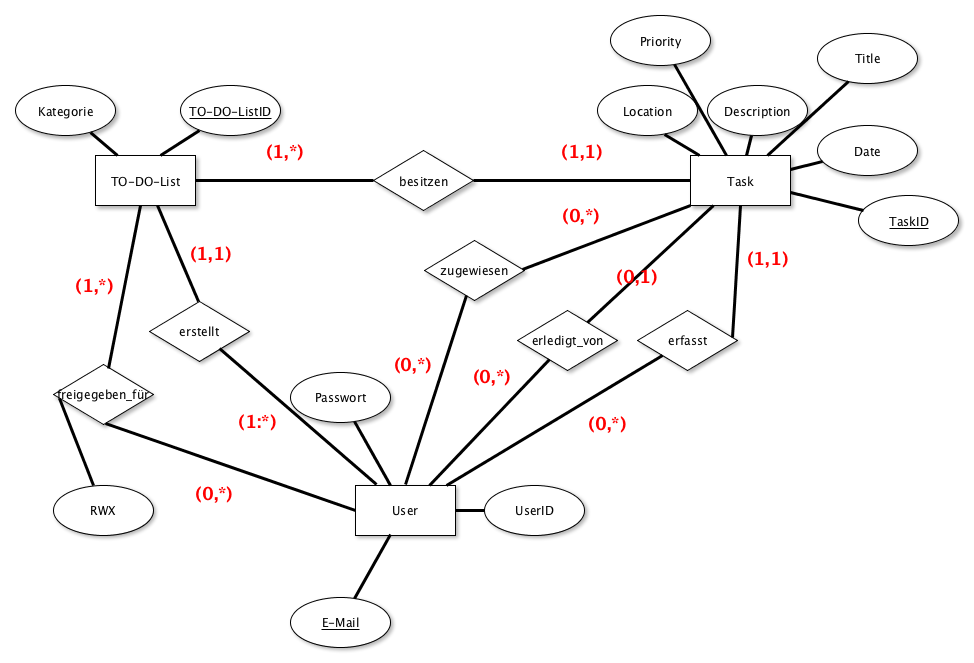 Priority
Title
Kategorie
TO-DO-ListID
Location
Description
Date
(1,*)
(1,1)
TO-DO-List
besitzen
Task
(0,*)
TaskID
(1,1)
(1,1)
zugewiesen
(0,1)
(1,*)
erstellt
erledigt_von
erfasst
(0,*)
(0,*)
freigegeben_für
Passwort
(1:*)
(0,*)
(0,*)
RWX
User
UserID
E-Mail